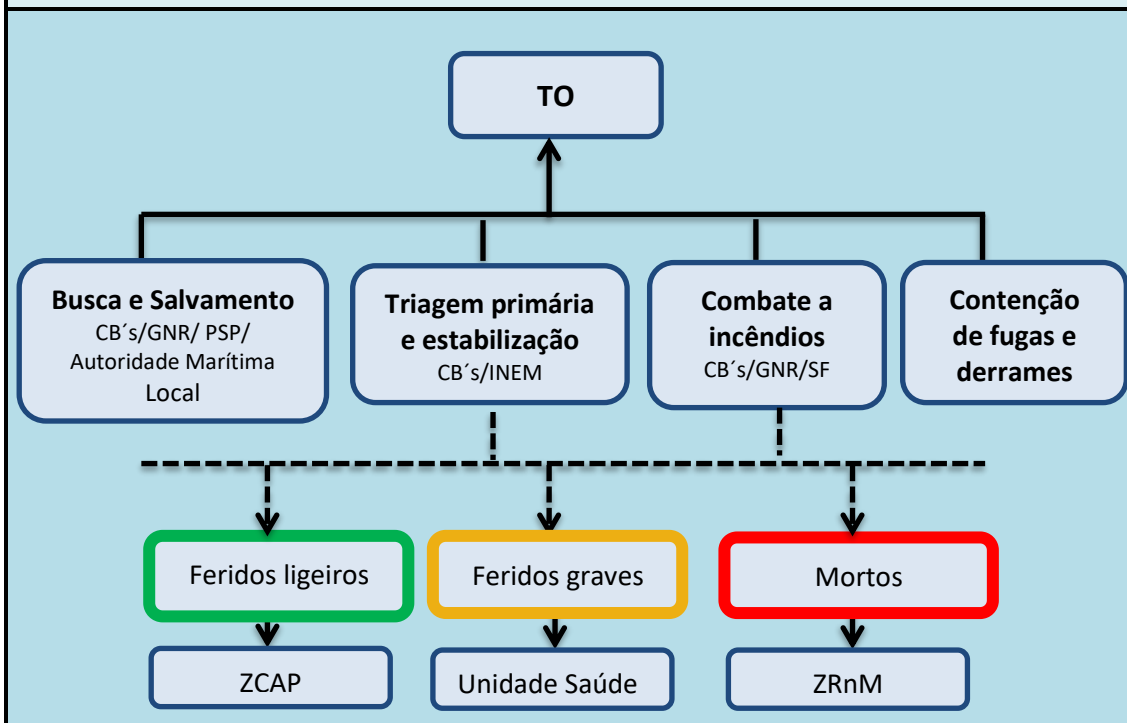 TO
Busca e Salvamento
CB´s/GNR/ PSP/
Autoridade Marítima
Local
Triagem primária
e estabilização
CB´s/INEM
Combate a
incêndios
CB´s/GNR/SF
Contenção
de fugas e
derrames
Feridos ligeiros
Feridos graves
Mortos
ZCAP
Unidade Saúde
ZRnM